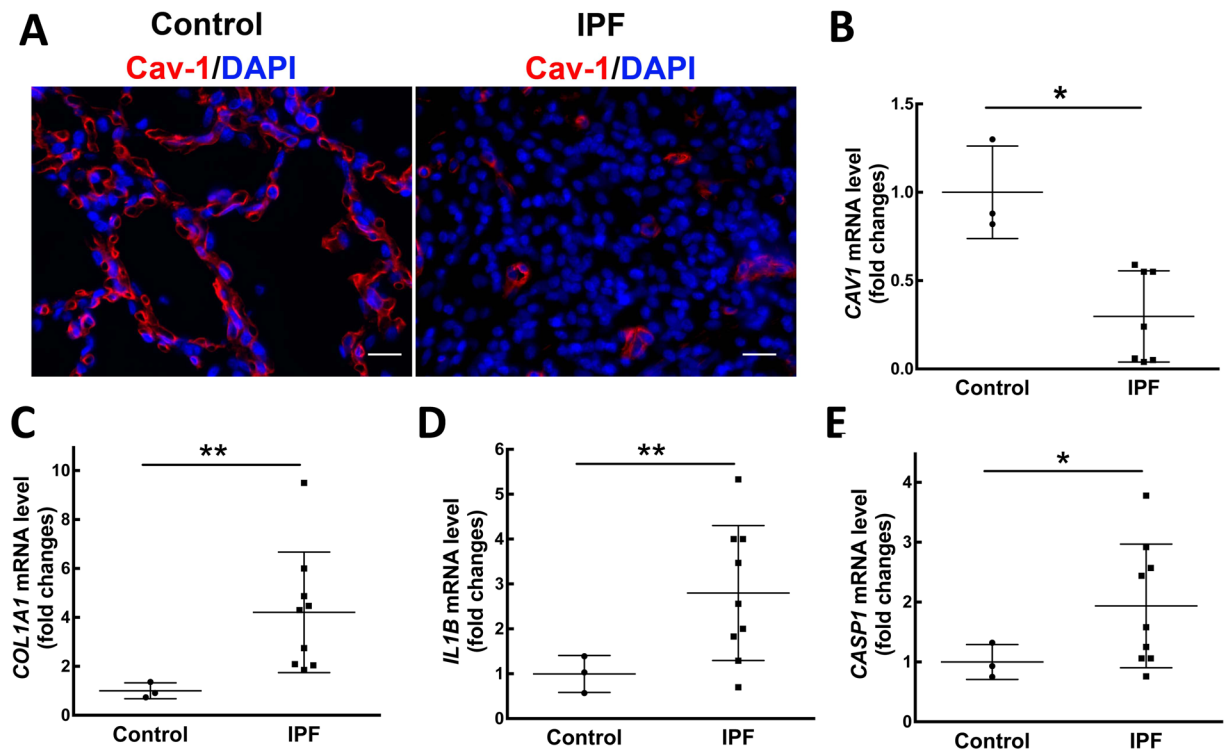 A
Control
IPF
Cav-1/DAPI
Cav-1/DAPI
B
*
CAV1 mRNA level
(fold changes)
1.5
1.0
0.5
0.0
Control
IPF
C
**
COL1A1 mRNA level
(fold changes)
10
8
6
4
2
0
Control
IPF
D
**
IL1B mRNA level
(fold changes)
6
5
4
3
2
1
0
Control
IPF
E
*
CASP1 mRNA level
(fold changes)
4
3
2
1
0
Control
IPF